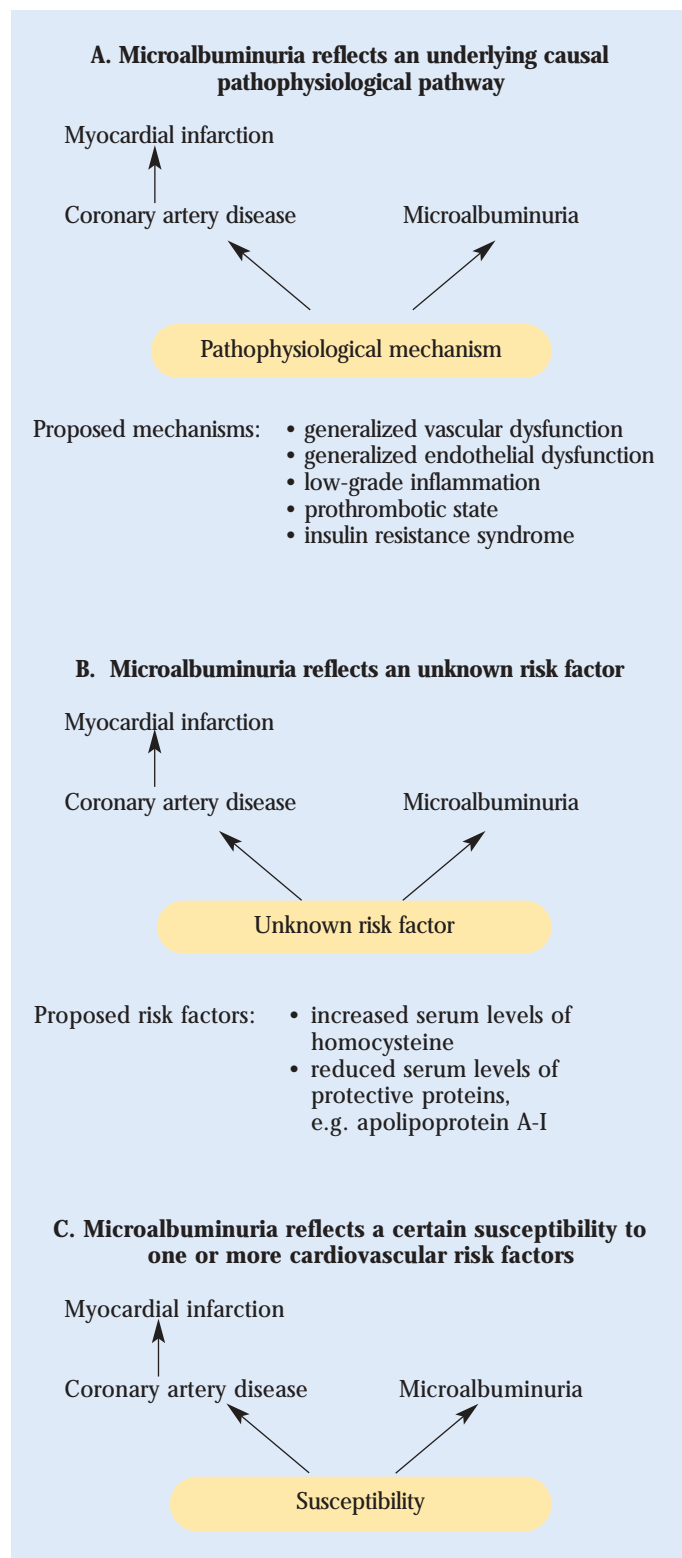 A. Microalbuminuria reflects an underlying causal
pathophysiological pathway
Myocardial infarction
Coronary artery disease
Microalbuminuria
Pathophysiological mechanism
Proposed mechanisms:
• generalized vascular dysfunction
• generalized endothelial dysfunction
• low-grade inflammation
• prothrombotic state
• insulin resistance syndrome
B. Microalbuminuria reflects an unknown risk factor
Myocardial infarction
Coronary artery disease
Microalbuminuria
Unknown risk factor
Proposed risk factors:
• increased serum levels of
homocysteine
• reduced serum levels of
protective proteins,
e.g. apolipoprotein A-I
C. Microalbuminuria reflects a certain susceptibility to
one or more cardiovascular risk factors
Myocardial infarction
Coronary artery disease
Microalbuminuria
Susceptibility